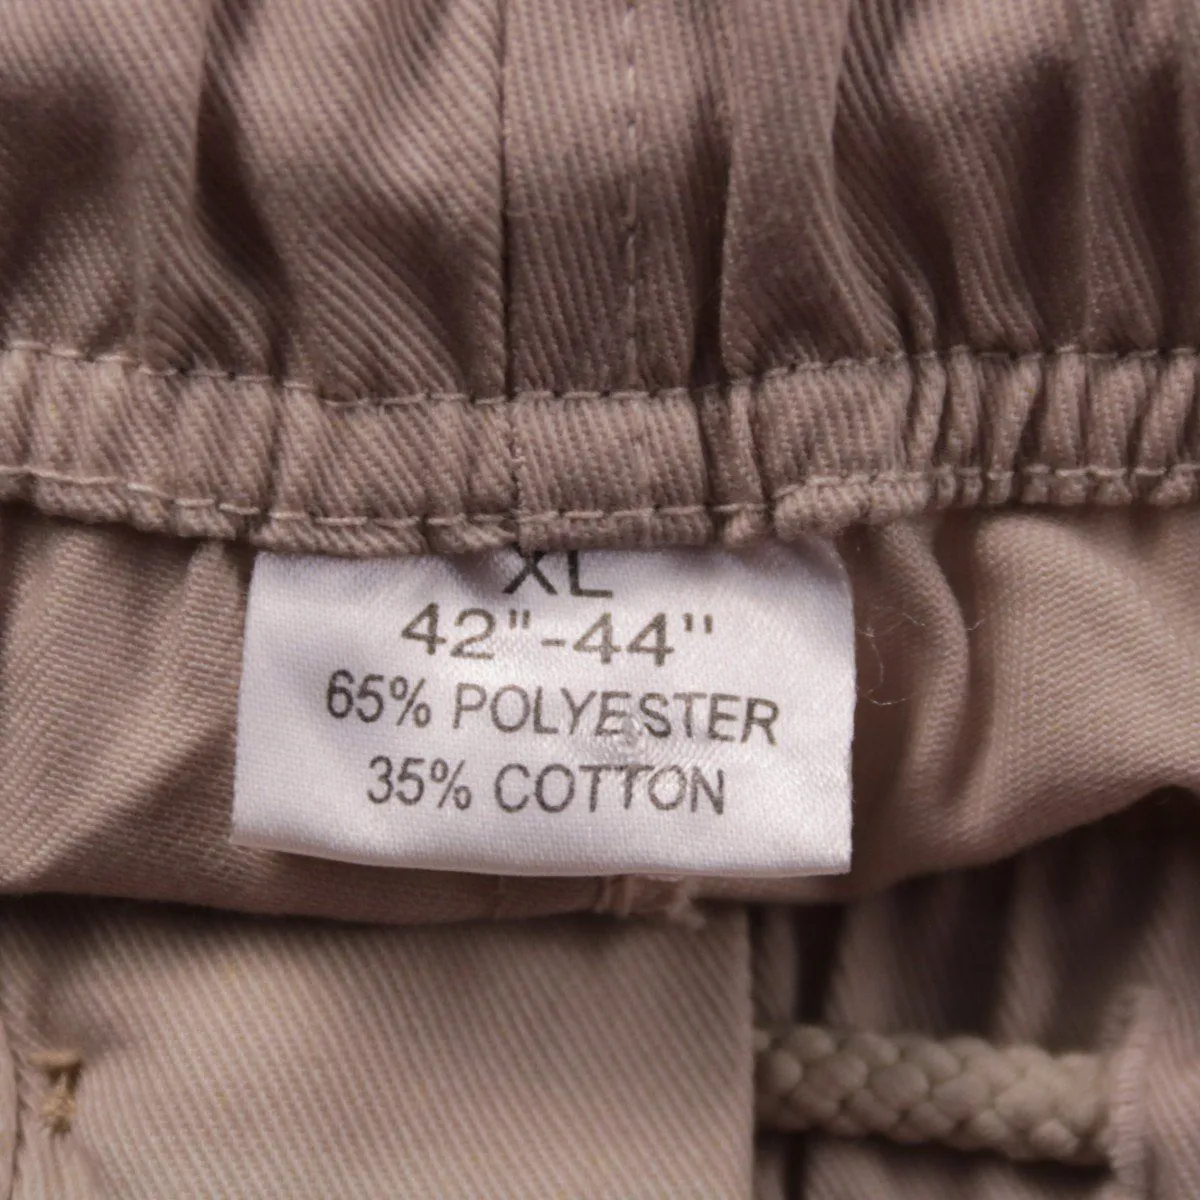 XL
42"-44"
65% POLYESTER
35% COTTON